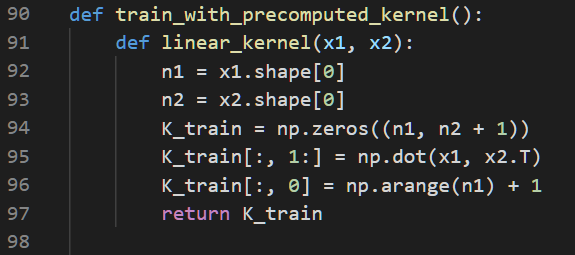 90 def train_with_precomputed_kernel():
91     def linear_kernel(x1, x2):
92         n1 = x1.shape[0]
93         n2 = x2.shape[0]
94         K_train = np.zeros((n1, n2 + 1))
95         K_train[:, 1:] = np.dot(x1, x2.T)
96         K_train[:, 0] = np.arange(n1) + 1
97         return K_train
98